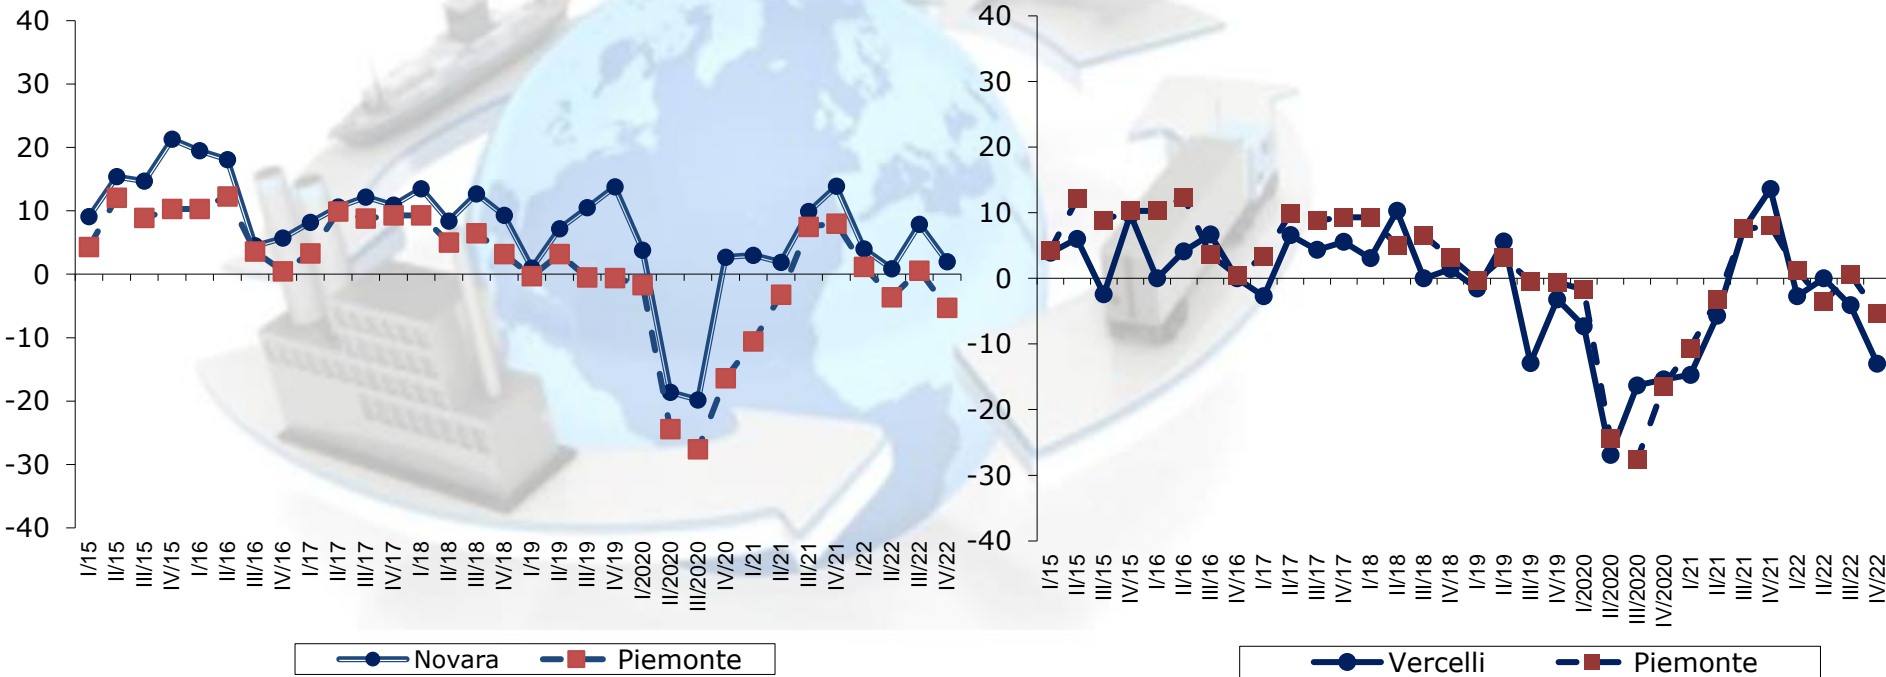 40
30
20
10
0
-10
-20
-30
-40
I/15
II/15
III/15
IV/15
I/16
II/16
III/16
IV/16
I/17
II/17
III/17
IV/17
I/18
II/18
III/18
IV/18
I/19
II/19
III/19
IV/19
I/2020
II/2020
III/2020
IV/20
I/21
II/21
III/21
IV/21
I/22
II/22
III/22
IV/22
Novara
Piemonte
40
30
20
10
0
-10
-20
-30
-40
I/15
II/15
III/15
IV/15
I/16
II/16
III/16
IV/16
I/17
II/17
III/17
IV/17
I/18
II/18
III/18
IV/18
I/19
II/19
III/19
IV/19
I/2020
II/2020
III/2020
IV/2020
I/21
II/21
III/21
IV/21
I/22
II/22
III/22
IV/22
Vercelli
Piemonte